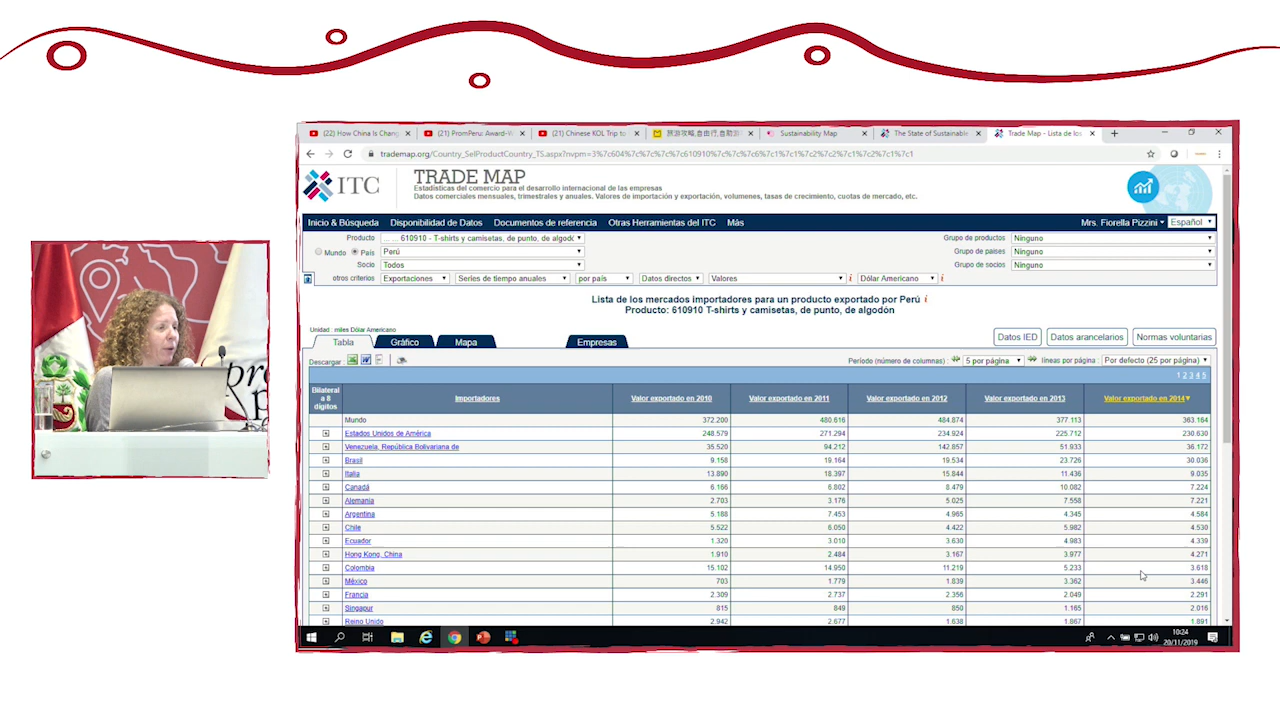 (22) How China Is Chang
(21) PromPeru: Award-W
(21) Chinese KOL Trip to
旅游攻略,自由行,自助游
Sustainability Map
The State of Sustainable
Trade Map - Lista de los
trademap.org/Country_SelProductCountry_TS.aspx?nvpm=3%7c604%7c%7c%7c%7c610910%7c%7c%7c6%7c1%7c1%7c2%7c2%7c1%7c2%7c1%7c1
ITC
TRADE MAP
Estadísticas del comercio para el desarrollo internacional de las empresas
Datos comerciales mensuales, trimestrales y anuales. Valores de importación y exportación, volumenes, tasas de crecimiento, cuotas de mercado, etc.
Inicio & Búsqueda Disponibilidad de Datos Documentos de referencia Otras Herramientas del ITC Más Mrs. Fiorella Pizzini Español
Producto ... ... 610910 - T-shirts y camisetas, de punto, de algodó Grupo de productos Ninguno
Mundo País Perú Grupo de países Ninguno
Socio Todos Grupo de socios Ninguno
otros criterios Exportaciones Series de tiempo anuales por país Datos directos Valores i Dólar Americano i
Lista de los mercados importadores para un producto exportado por Perú i
Producto: 610910 T-shirts y camisetas, de punto, de algodón
Unidad : miles Dólar Americano
Tabla Gráfico Mapa Empresas Datos IED Datos arancelarios Normas voluntarias
Descargar : Período (número de columnas) : 5 por página líneas por página : Por defecto (25 por página)
1 2 3 4 5
Bilateral a 8 dígitos Importadores Valor exportado en 2010 Valor exportado en 2011 Valor exportado en 2012 Valor exportado en 2013 Valor exportado en 2014
Mundo 372.200 480.616 484.874 377.113 363.164
Estados Unidos de América 248.579 271.294 234.924 225.712 230.630
Venezuela, República Bolivariana de 35.520 94.212 142.857 51.933 36.172
Brasil 9.158 19.164 19.534 23.726 30.036
Italia 13.890 18.397 15.844 11.436 9.035
Canadá 6.166 6.802 8.479 10.082 7.224
Alemania 2.703 3.176 5.025 7.558 7.221
Argentina 5.188 7.453 4.965 4.345 4.584
Chile 5.522 6.050 4.422 5.982 4.530
Ecuador 1.320 3.010 3.630 4.983 4.339
Hong Kong, China 1.910 2.484 3.167 3.977 4.271
Colombia 15.102 14.950 11.219 5.233 3.618
México 703 1.779 1.839 3.362 3.446
Francia 2.309 2.737 2.356 2.049 2.291
Singapur 815 849 850 1.165 2.016
Reino Unido 2.942 2.677 1.638 1.867 1.891
10:24
20/11/2019